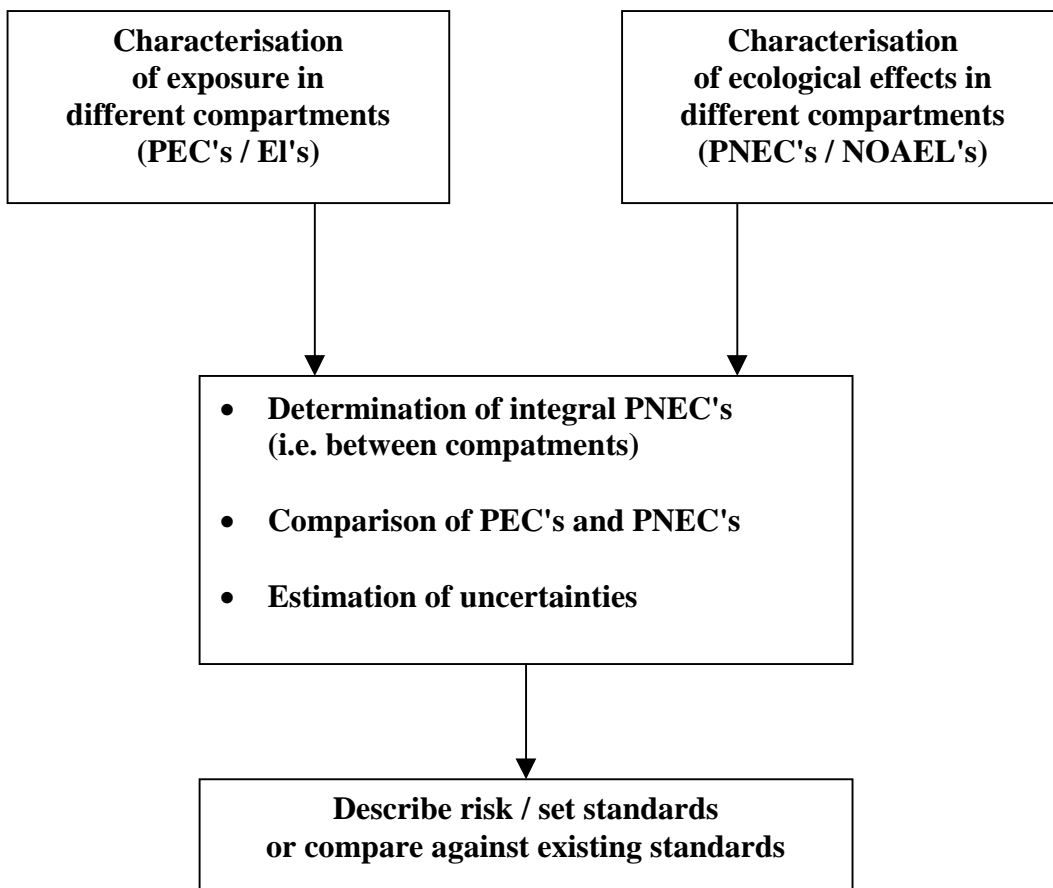 Characterisation
of exposure in
different compartments
(PEC's / El's)
Characterisation
of ecological effects in
different compartments
(PNEC's / NOAEL's)
• Determination of integral PNEC's
(i.e. between compatments)
• Comparison of PEC's and PNEC's
• Estimation of uncertainties
Describe risk / set standards
or compare against existing standards